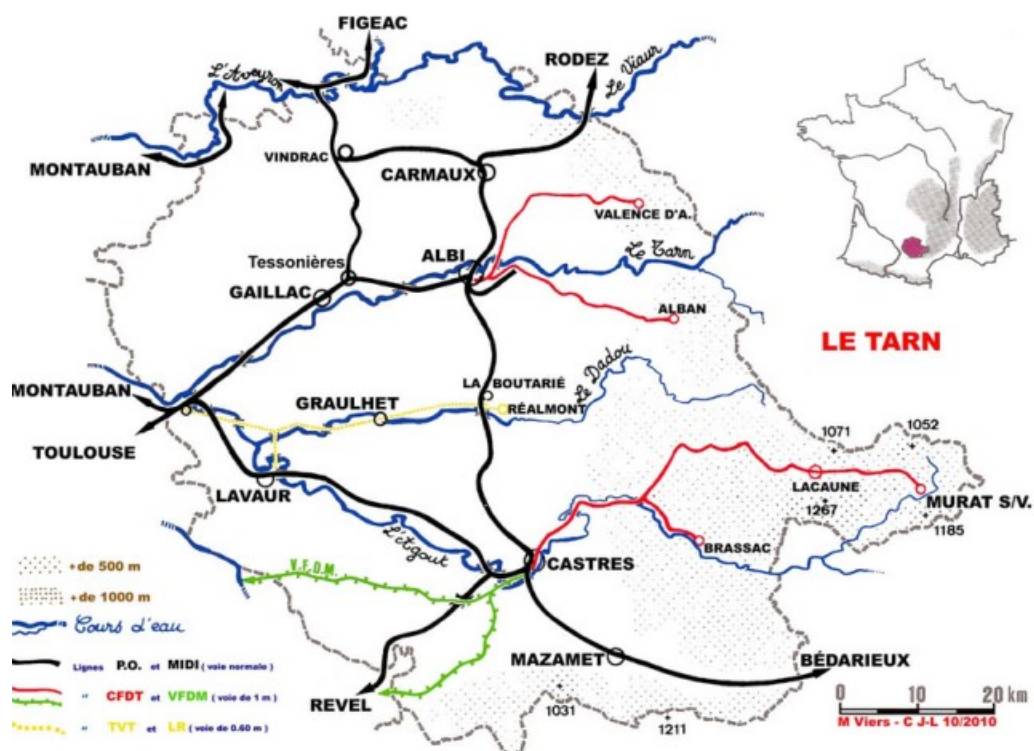 FIGEAC
L'Aveyron
RODEZ
Le Viaur
MONTAUBAN
VINDRAC
CARMAUX
VALENCE D'A.
ALBI
Le Tarn
Tessonières
GAILLAC
ALBAN
LE TARN
MONTAUBAN
LA BOUTARIÉ
Le Dadou
GRAULHET
RÉALMONT
TOULOUSE
1071
1052
LAVAUR
LACAUNE
MURAT S/V.
1267
1185
L'Agout
BRASSAC
CASTRES
V.F.D.M.
+ de 500 m
+ de 1000 m
Cours d'eau
Lignes P.O. et MIDI (voie normale)
MAZAMET
BÉDARIEUX
REVEL
" CFDT et VFDM (voie de 1 m)
1031
1211
0 10 20 km
M Viers - C J-L 10/2010
" TVT et LR (voie de 0.60 m)